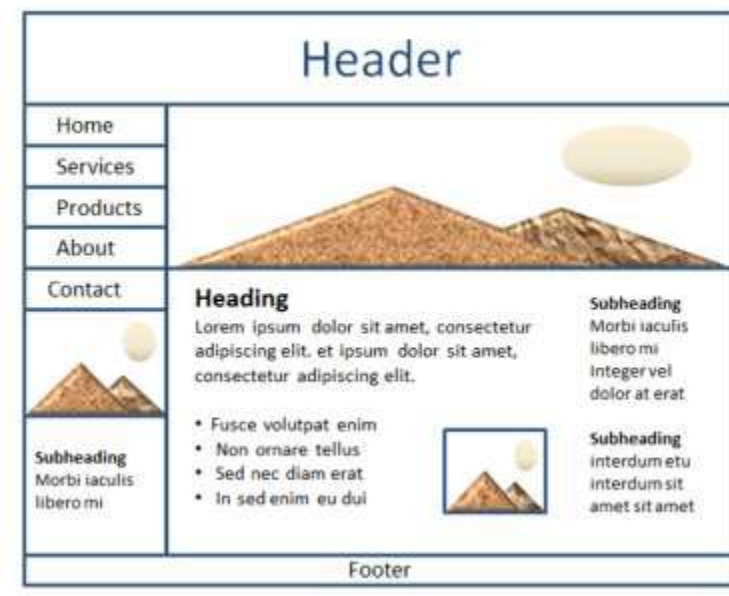 Header
Home
Services
Products
About
Contact
Subheading
Morbi iaculis
libero mi
Heading
Lorem ipsum dolor sit amet, consectetur
adipiscing elit. et ipsum dolor sit amet,
consectetur adipiscing elit.
• Fusce volutpat enim
• Non ornare tellus
• Sed nec diam erat
• In sed enim eu dui
Subheading
Morbi iaculis
libero mi
Integer vel
dolor at erat
Subheading
interdum etu
interdum sit
amet sit amet
Footer